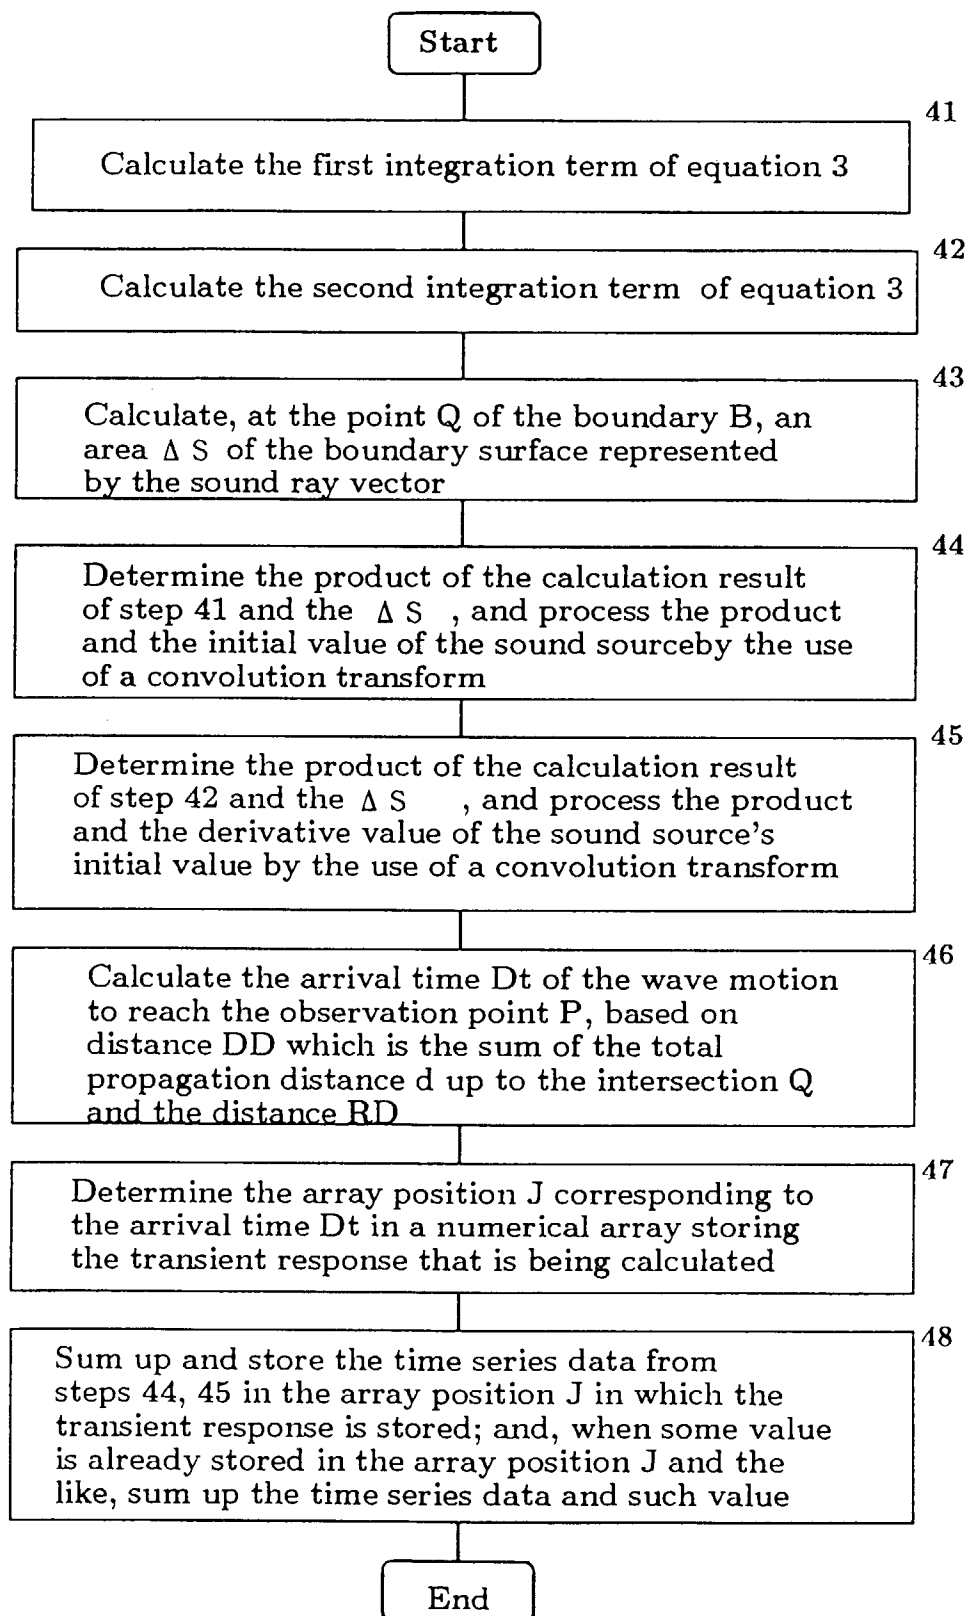 Start
41
Calculate the first integration term of equation 3
42
Calculate the second integration term of equation 3
43
Calculate, at the point Q of the boundary B, an
area Δ S of the boundary surface represented
by the sound ray vector
44
Determine the product of the calculation result
of step 41 and the Δ S , and process the product
and the initial value of the sound sourceby the use
of a convolution transform
45
Determine the product of the calculation result
of step 42 and the Δ S , and process the product
and the derivative value of the sound source's
initial value by the use of a convolution transform
46
Calculate the arrival time Dt of the wave motion
to reach the observation point P, based on
distance DD which is the sum of the total
propagation distance d up to the intersection Q
and the distance RD
47
Determine the array position J corresponding to
the arrival time Dt in a numerical array storing
the transient response that is being calculated
48
Sum up and store the time series data from
steps 44, 45 in the array position J in which the
transient response is stored; and, when some value
is already stored in the array position J and the
like, sum up the time series data and such value
End